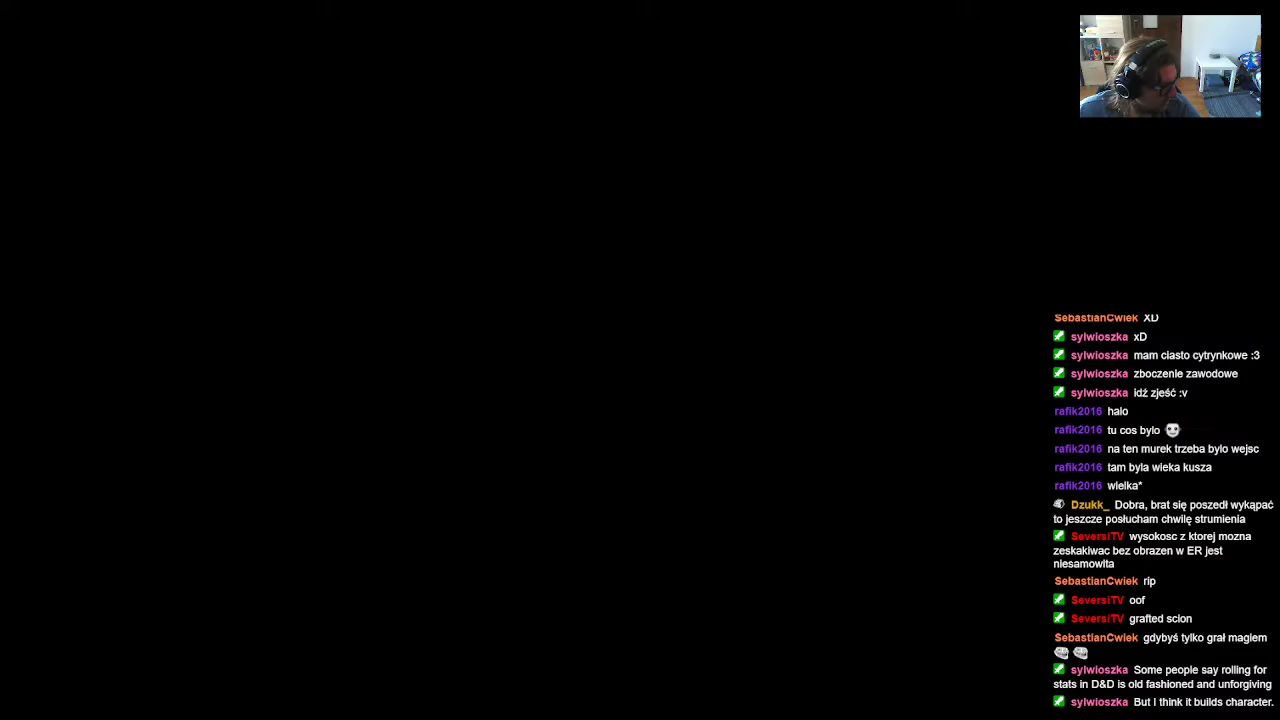 SebastianCwiek XD
sylwioszka xD
sylwioszka mam ciasto cytrynkowe :3
sylwioszka zboczenie zawodowe
sylwioszka idź zjeść :v
rafik2016 halo
rafik2016 tu cos bylo
rafik2016 na ten murek trzeba bylo wejsc
rafik2016 tam byla wieka kusza
rafik2016 wielka*
Dzukk_ Dobra, brat się poszedł wykąpać
to jeszcze posłucham chwilę strumienia
SeversiTV wysokosc z ktorej mozna
zeskakiwac bez obrazen w ER jest
niesamowita
SebastianCwiek rip
SeversiTV oof
SeversiTV grafted scion
SebastianCwiek gdybyś tylko grał magiem
sylwioszka Some people say rolling for
stats in D&D is old fashioned and unforgiving
sylwioszka But I think it builds character.